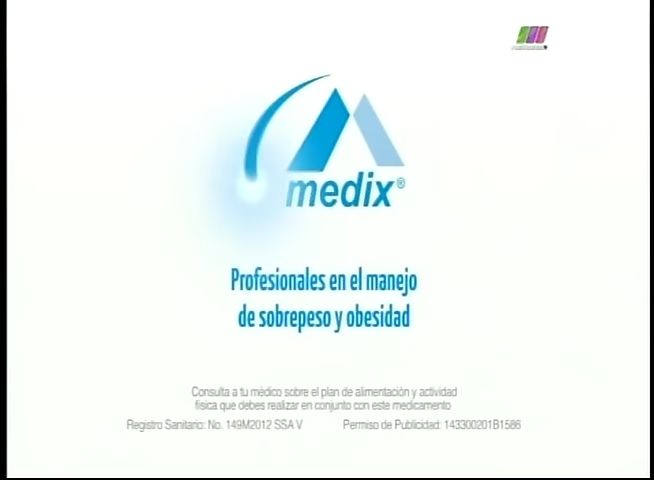 medix®
Profesionales en el manejo
de sobrepeso y obesidad
Consulta a tu médico sobre el plan de alimentación y actividad
física que debes realizar en conjunto con este medicamento
Registro Sanitario: No. 149M2012 SSA V Permiso de Publicidad: 143300201B1586